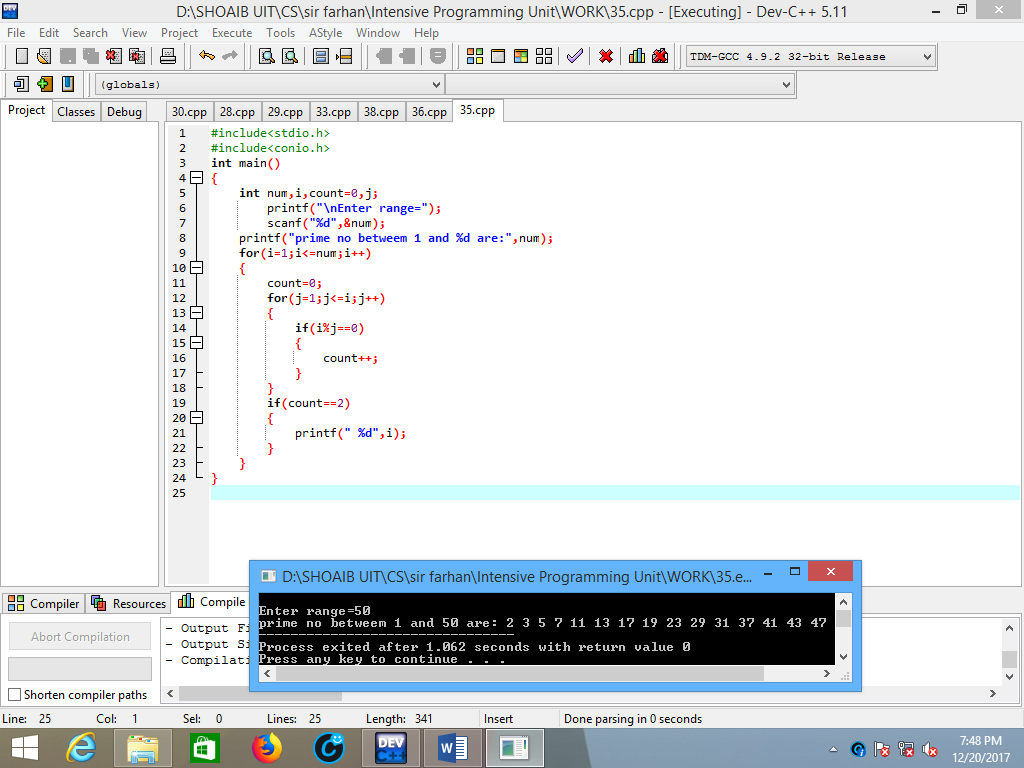 D:\SHOAIB UIT\CS\sir farhan\Intensive Programming Unit\WORK\35.cpp - [Executing] - Dev-C++ 5.11
File Edit Search View Project Execute Tools AStyle Window Help
TDM-GCC 4.9.2 32-bit Release
(globals)
Project Classes Debug
30.cpp 28.cpp 29.cpp 33.cpp 38.cpp 36.cpp 35.cpp
1 #include<stdio.h>
2 #include<conio.h>
3 int main()
4 {
5 int num,i,count=0,j;
6 printf("\nEnter range=");
7 scanf("%d",&num);
8 printf("prime no betweem 1 and %d are:",num);
9 for(i=1;i<=num;i++)
10 {
11 count=0;
12 for(j=1;j<=i;j++)
13 {
14 if(i%j==0)
15 {
16 count++;
17 }
18 }
19 if(count==2)
20 {
21 printf(" %d",i);
22 }
23 }
24 }
25
D:\SHOAIB UIT\CS\sir farhan\Intensive Programming Unit\WORK\35.e...
Enter range=50
prime no betweem 1 and 50 are: 2 3 5 7 11 13 17 19 23 29 31 37 41 43 47
--------------------------------
Process exited after 1.062 seconds with return value 0
Press any key to continue . . .
Compiler Resources Compile
Abort Compilation
Shorten compiler paths
- Output Fi
- Output Si
- Compilati
Line: 25 Col: 1 Sel: 0 Lines: 25 Length: 341 Insert Done parsing in 0 seconds
DEV C++
7:48 PM
12/20/2017